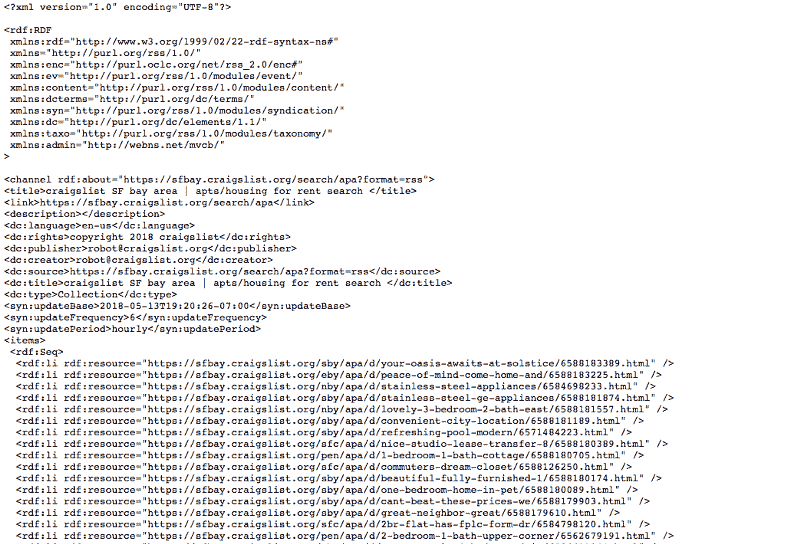 <?xml version="1.0" encoding="UTF-8"?>
<rdf:RDF
xmlns:rdf="http://www.w3.org/1999/02/22-rdf-syntax-ns#"
xmlns="http://purl.org/rss/1.0/"
xmlns:enc="http://purl.oclc.org/net/rss_2.0/enc#"
xmlns:ev="http://purl.org/rss/1.0/modules/event/"
xmlns:content="http://purl.org/rss/1.0/modules/content/"
xmlns:dcterms="http://purl.org/dc/terms/"
xmlns:syn="http://purl.org/rss/1.0/modules/syndication/"
xmlns:dc="http://purl.org/dc/elements/1.1/"
xmlns:taxo="http://purl.org/rss/1.0/modules/taxonomy/"
xmlns:admin="http://webns.net/mvcb/"
>
<channel rdf:about="https://sfbay.craigslist.org/search/apa?format=rss">
<title>craigslist SF bay area | apts/housing for rent search </title>
<link>https://sfbay.craigslist.org/search/apa</link>
<description></description>
<dc:language>en-us</dc:language>
<dc:rights>copyright 2018 craigslist</dc:rights>
<dc:publisher>robot@craigslist.org</dc:publisher>
<dc:creator>robot@craigslist.org</dc:creator>
<dc:source>https://sfbay.craigslist.org/search/apa?format=rss</dc:source>
<dc:title>craigslist SF bay area | apts/housing for rent search </dc:title>
<dc:type>Collection</dc:type>
<syn:updateBase>2018-05-13T19:20:26-07:00</syn:updateBase>
<syn:updateFrequency>6</syn:updateFrequency>
<syn:updatePeriod>hourly</syn:updatePeriod>
<items>
<rdf:Seq>
<rdf:li rdf:resource="https://sfbay.craigslist.org/sby/apa/d/your-oasis-awaits-at-solstice/6588183389.html" />
<rdf:li rdf:resource="https://sfbay.craigslist.org/eby/apa/d/peace-of-mind-come-home-and/6588183225.html" />
<rdf:li rdf:resource="https://sfbay.craigslist.org/nby/apa/d/stainless-steel-appliances/6584698233.html" />
<rdf:li rdf:resource="https://sfbay.craigslist.org/sby/apa/d/stainless-steel-ge-appliances/6588181874.html" />
<rdf:li rdf:resource="https://sfbay.craigslist.org/nby/apa/d/lovely-3-bedroom-2-bath-east/6588181557.html" />
<rdf:li rdf:resource="https://sfbay.craigslist.org/sby/apa/d/convenient-city-location/6588181189.html" />
<rdf:li rdf:resource="https://sfbay.craigslist.org/sby/apa/d/refreshing-pool-modern/6571484223.html" />
<rdf:li rdf:resource="https://sfbay.craigslist.org/sfc/apa/d/nice-studio-lease-transfer-8/6588180389.html" />
<rdf:li rdf:resource="https://sfbay.craigslist.org/pen/apa/d/1-bedroom-1-bath-cottage/6588180705.html" />
<rdf:li rdf:resource="https://sfbay.craigslist.org/sfc/apa/d/commuters-dream-closet/6588126250.html" />
<rdf:li rdf:resource="https://sfbay.craigslist.org/sby/apa/d/beautiful-fully-furnished-1/6588180174.html" />
<rdf:li rdf:resource="https://sfbay.craigslist.org/sby/apa/d/one-bedroom-home-in-pet/6588180089.html" />
<rdf:li rdf:resource="https://sfbay.craigslist.org/sby/apa/d/cant-beat-these-prices-we/6588179903.html" />
<rdf:li rdf:resource="https://sfbay.craigslist.org/sby/apa/d/great-neighbor-great/6588179610.html" />
<rdf:li rdf:resource="https://sfbay.craigslist.org/sfc/apa/d/2br-flat-has-fplc-form-dr/6584798120.html" />
<rdf:li rdf:resource="https://sfbay.craigslist.org/pen/apa/d/2-bedroom-1-bath-upper-corner/6562679191.html" />